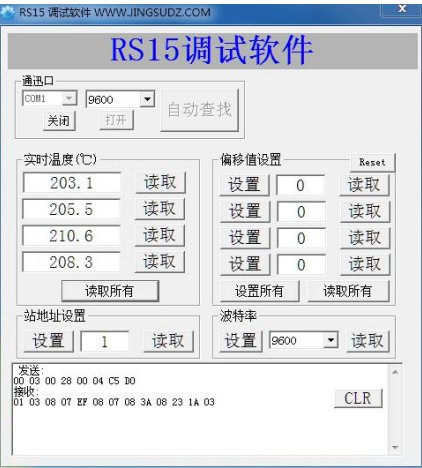 RS15 调试软件 WWW.JINGSUDZ.COM x
RS15调试软件
通迅口
COM1 9600 自动查找
关闭 打开
实时温度(℃)
203.1 读取
205.5 读取
210.6 读取
208.3 读取
读取所有
偏移值设置 Reset
设置 0 读取
设置 0 读取
设置 0 读取
设置 0 读取
设置所有 读取所有
站地址设置
设置 1 读取
波特率
设置 9600 读取
发送:
00 03 00 28 00 04 C5 D0
接收:
01 03 08 07 EF 08 07 08 3A 08 23 1A 03
CLR